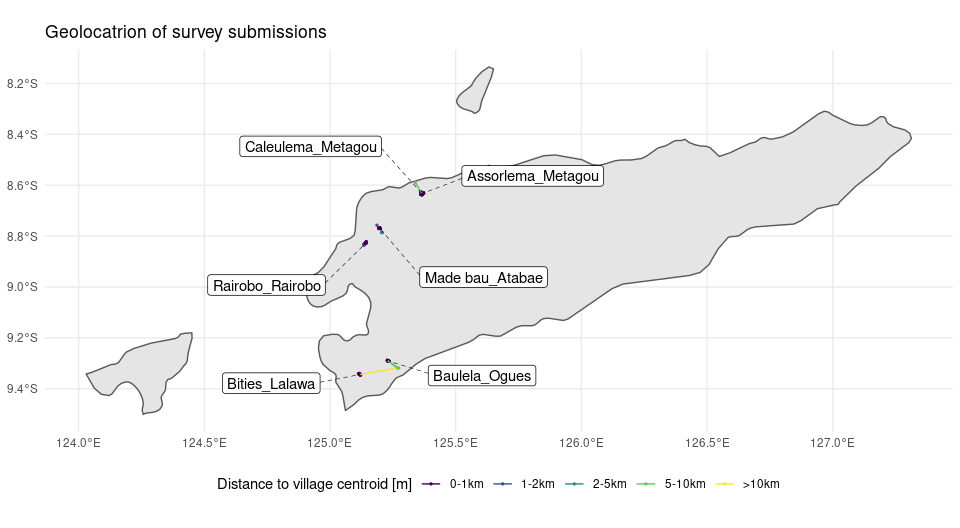 Geolocatrion of survey submissions
8.2°S
8.4°S
8.6°S
8.8°S
9.0°S
9.2°S
9.4°S
Caleulema_Metagou
Assorlema_Metagou
Rairobo_Rairobo
Made bau_Atabae
Bities_Lalawa
Baulela_Ogues
124.0°E 124.5°E 125.0°E 125.5°E 126.0°E 126.5°E 127.0°E
Distance to village centroid [m] 0-1km 1-2km 2-5km 5-10km >10km